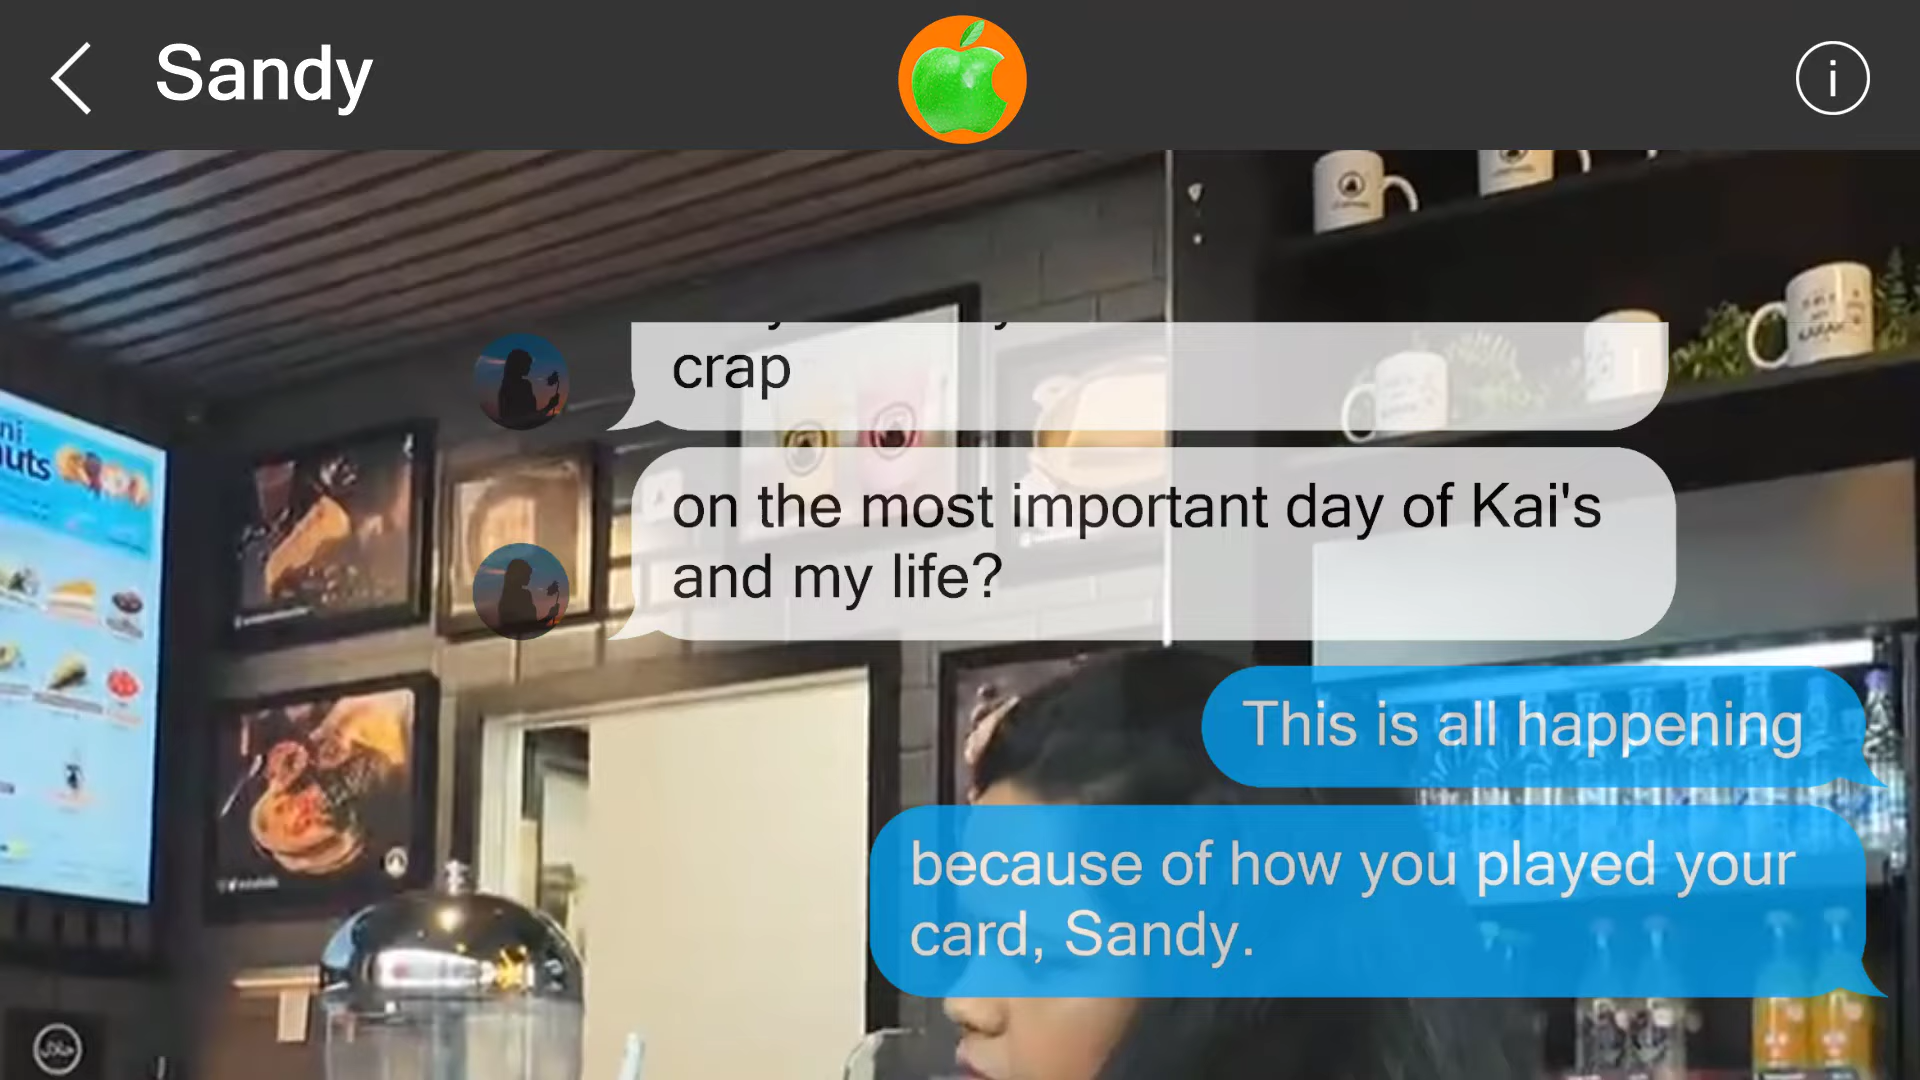 Sandy
crap
on the most important day of Kai's
and my life?
This is all happening
because of how you played your
card, Sandy.